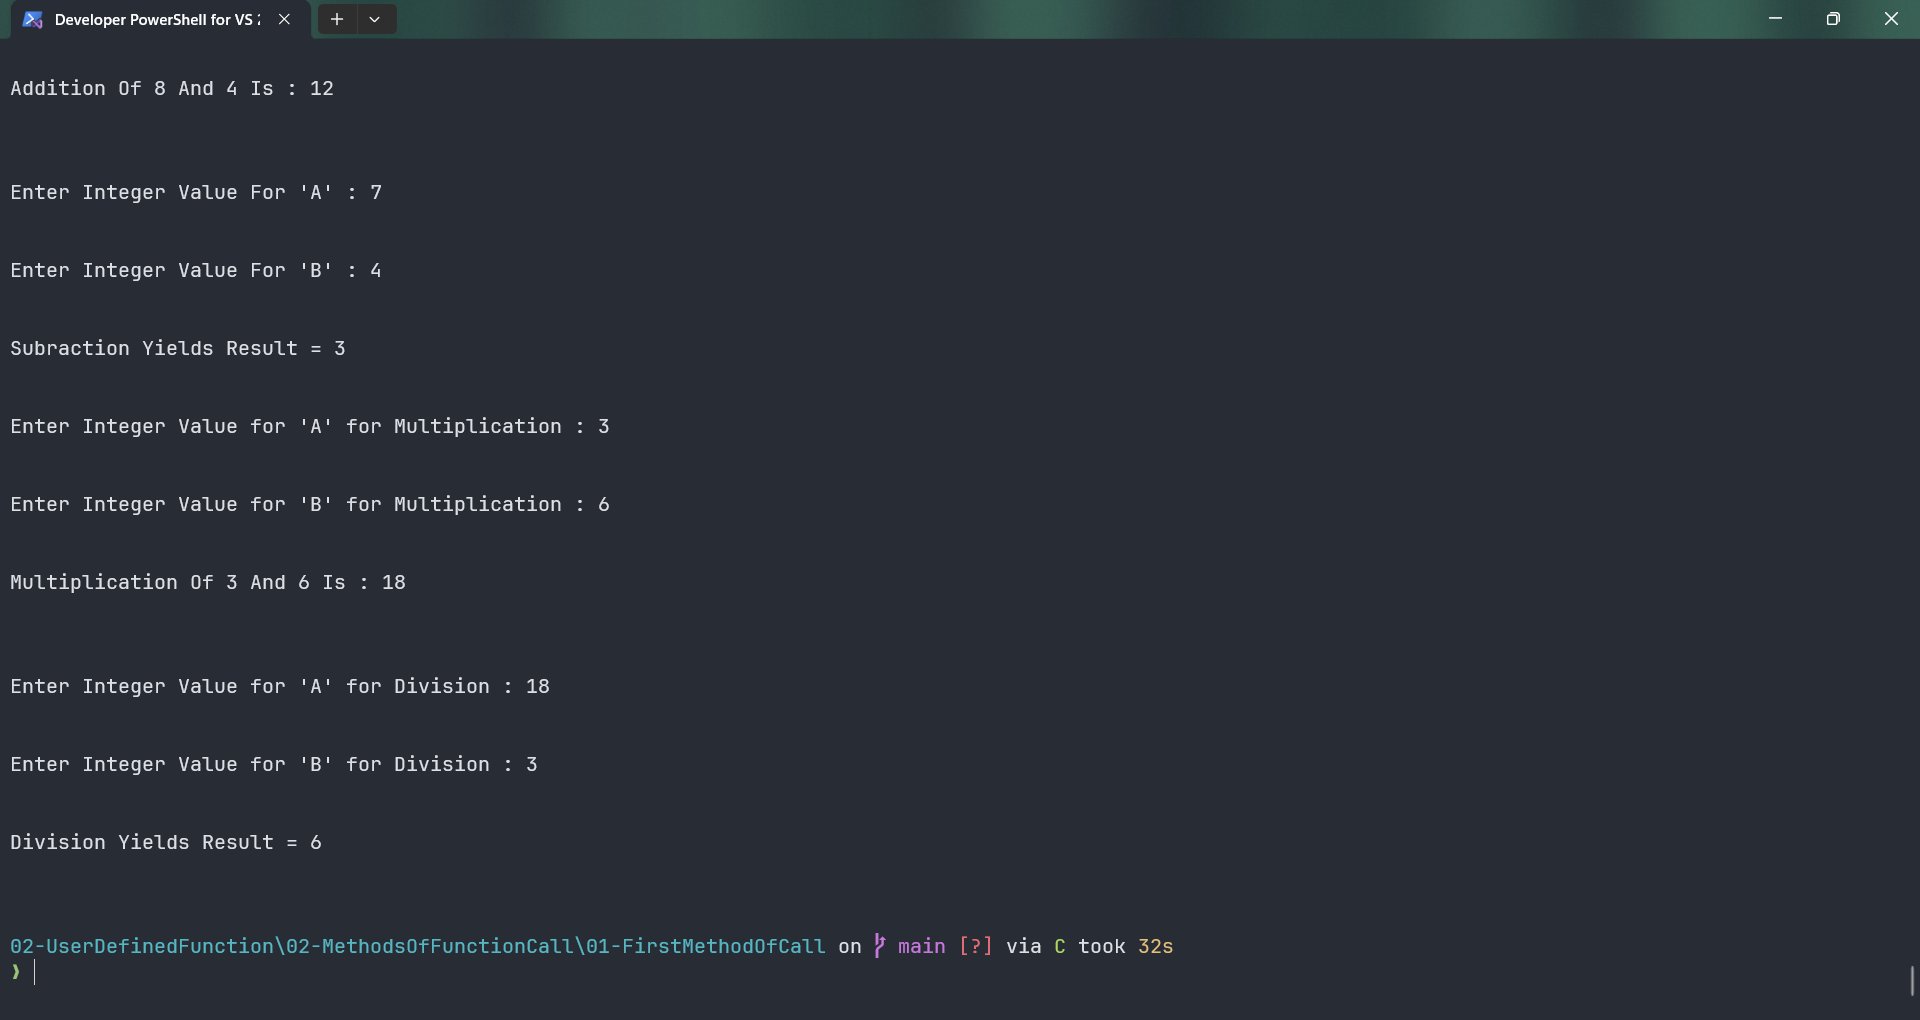 Developer PowerShell for VS 2
Addition Of 8 And 4 Is : 12
Enter Integer Value For 'A' : 7
Enter Integer Value For 'B' : 4
Subraction Yields Result = 3
Enter Integer Value for 'A' for Multiplication : 3
Enter Integer Value for 'B' for Multiplication : 6
Multiplication Of 3 And 6 Is : 18
Enter Integer Value for 'A' for Division : 18
Enter Integer Value for 'B' for Division : 3
Division Yields Result = 6
02-UserDefinedFunction\02-MethodsOfFunctionCall\01-FirstMethodOfCall on main [?] via C took 32s
❱